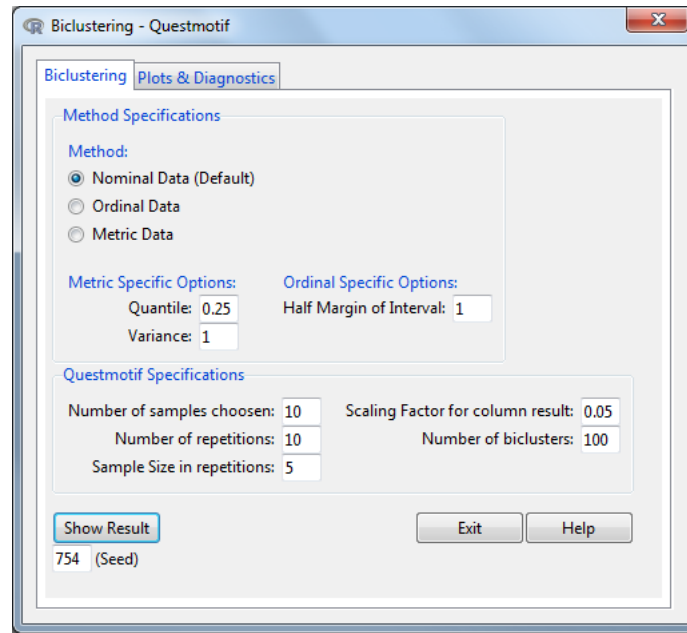 Biclustering - Questmotif
Biclustering Plots & Diagnostics
Method Specifications
Method:
Nominal Data (Default)
Ordinal Data
Metric Data
Metric Specific Options: Ordinal Specific Options:
Quantile: 0.25 Half Margin of Interval: 1
Variance: 1
Questmotif Specifications
Number of samples choosen: 10 Scaling Factor for column result: 0.05
Number of repetitions: 10 Number of biclusters: 100
Sample Size in repetitions: 5
Show Result Exit Help
754 (Seed)